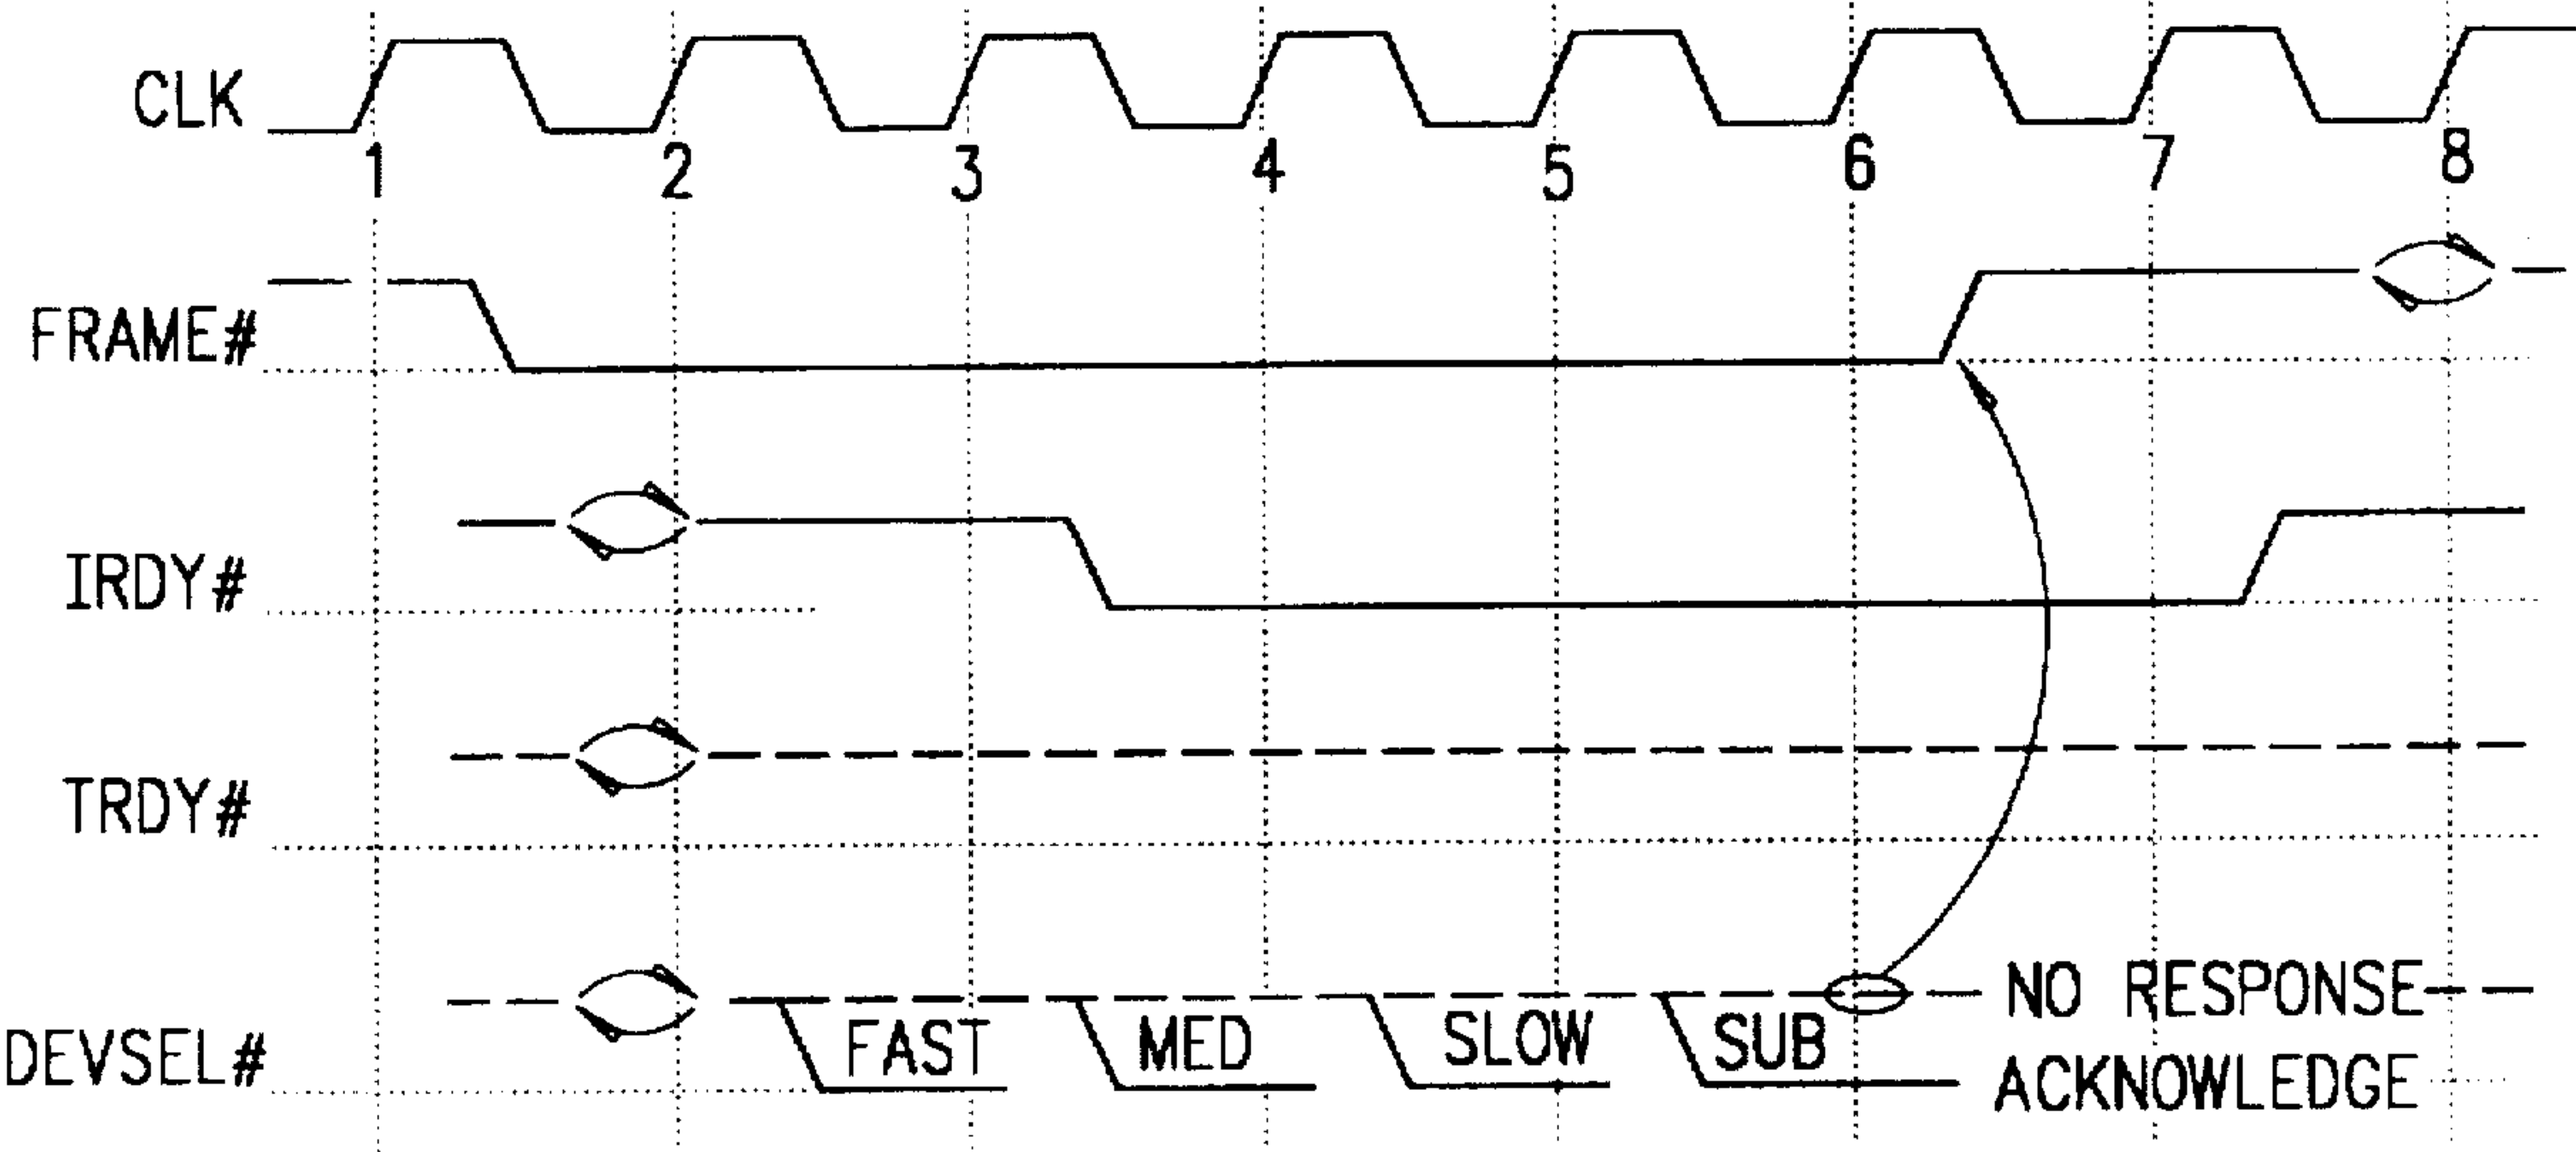 CLK
1 2 3 4 5 6 7 8
FRAME#
IRDY#
TRDY#
DEVSEL#
FAST MED SLOW SUB
NO RESPONSE
ACKNOWLEDGE